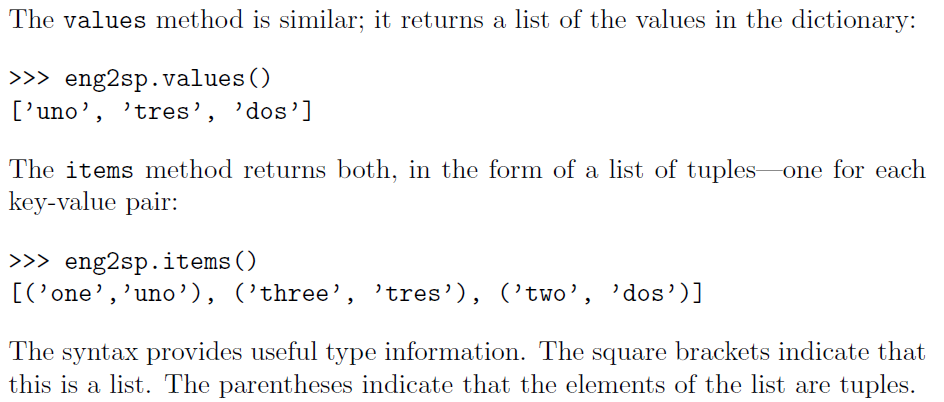 The values method is similar; it returns a list of the values in the dictionary:
>>> eng2sp.values()
[’uno’, ’tres’, ’dos’]
The items method returns both, in the form of a list of tuples—one for each
key-value pair:
>>> eng2sp.items()
[(’one’,’uno’), (’three’, ’tres’), (’two’, ’dos’)]
The syntax provides useful type information. The square brackets indicate that
this is a list. The parentheses indicate that the elements of the list are tuples.